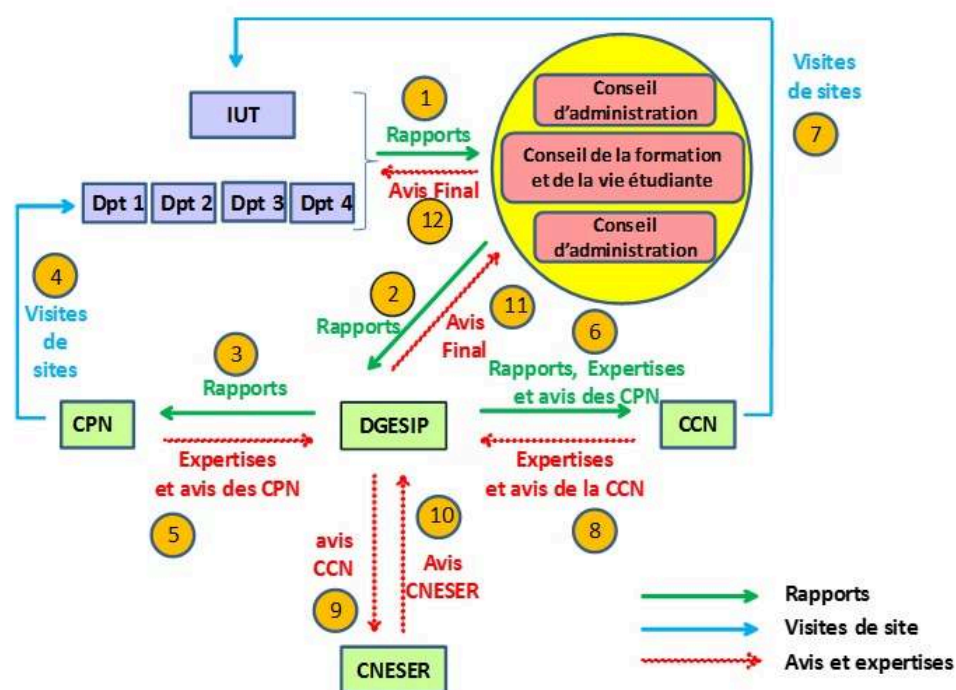 IUT
Dpt 1
Dpt 2
Dpt 3
Dpt 4
1
Rapports
Avis Final
12
Conseil
d'administration
Conseil de la formation
et de la vie étudiante
Conseil
d'administration
Visites
de sites
7
4
Visites
de
sites
2
Rapports
11
Avis
Final
3
Rapports
6
Rapports, Expertises
et avis des CPN
CPN
DGESIP
CCN
Expertises
et avis des CPN
5
Expertises
et avis de la CCN
8
avis
CCN
9
10
Avis
CNESER
CNESER
Rapports
Visites de site
Avis et expertises